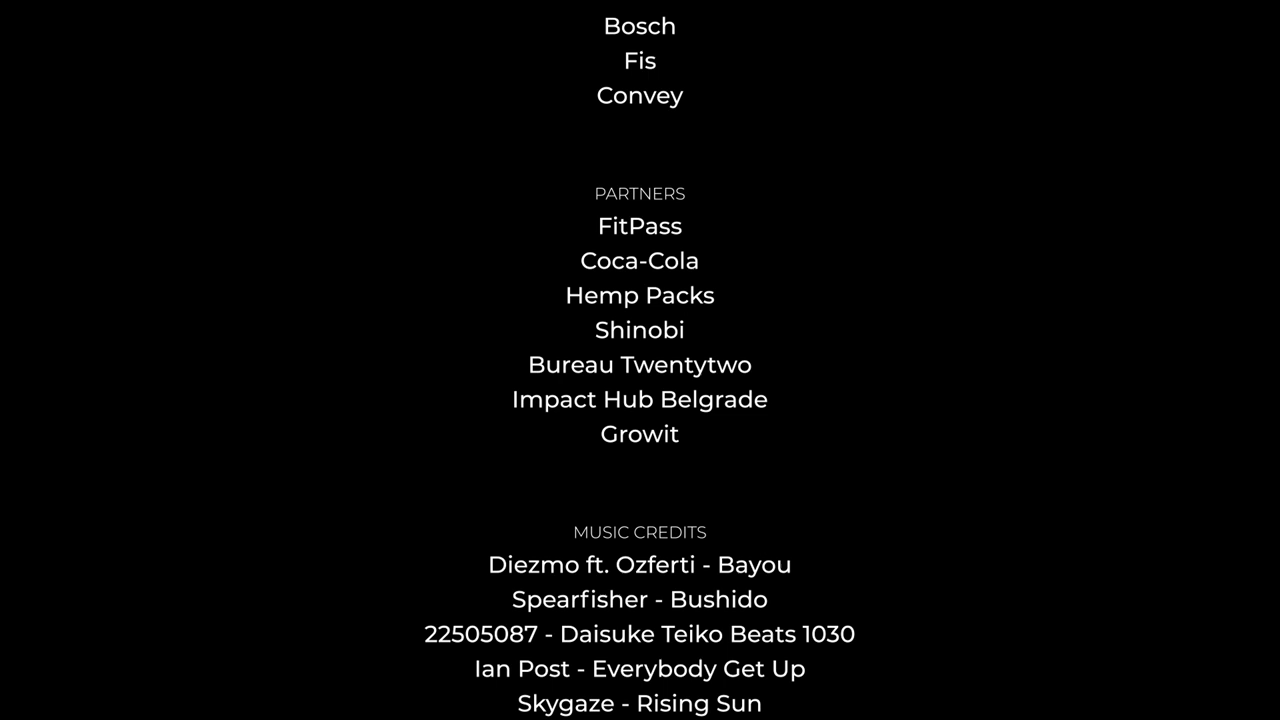 Bosch
Fis
Convey
PARTNERS
FitPass
Coca-Cola
Hemp Packs
Shinobi
Bureau Twentytwo
Impact Hub Belgrade
Growit
MUSIC CREDITS
Diezmo ft. Ozferti - Bayou
Spearfisher - Bushido
22505087 - Daisuke Teiko Beats 1030
Ian Post - Everybody Get Up
Skygaze - Rising Sun